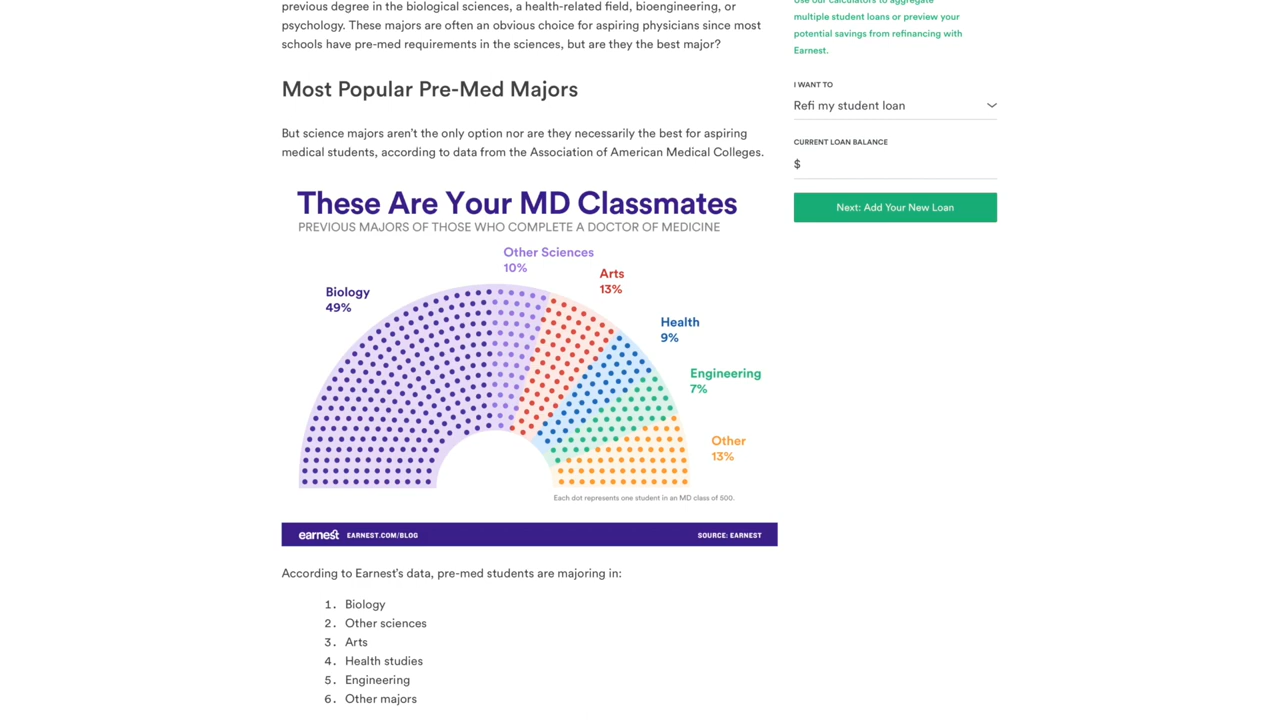 previous degree in the biological sciences, a health-related field, bioengineering, or
psychology. These majors are often an obvious choice for aspiring physicians since most
schools have pre-med requirements in the sciences, but are they the best major?
Most Popular Pre-Med Majors
But science majors aren't the only option nor are they necessarily the best for aspiring
medical students, according to data from the Association of American Medical Colleges.
These Are Your MD Classmates
PREVIOUS MAJORS OF THOSE WHO COMPLETE A DOCTOR OF MEDICINE
Other Sciences
10%
Arts
13%
Biology
49%
Health
9%
Engineering
7%
Other
13%
Each dot represents one student in an MD class of 500.
earnest EARNEST.COM/BLOG
SOURCE: EARNEST
According to Earnest's data, pre-med students are majoring in:
1. Biology
2. Other sciences
3. Arts
4. Health studies
5. Engineering
6. Other majors
Use our calculators to aggregate
multiple student loans or preview your
potential savings from refinancing with
Earnest.
I WANT TO
Refi my student loan
CURRENT LOAN BALANCE
$
Next: Add Your New Loan